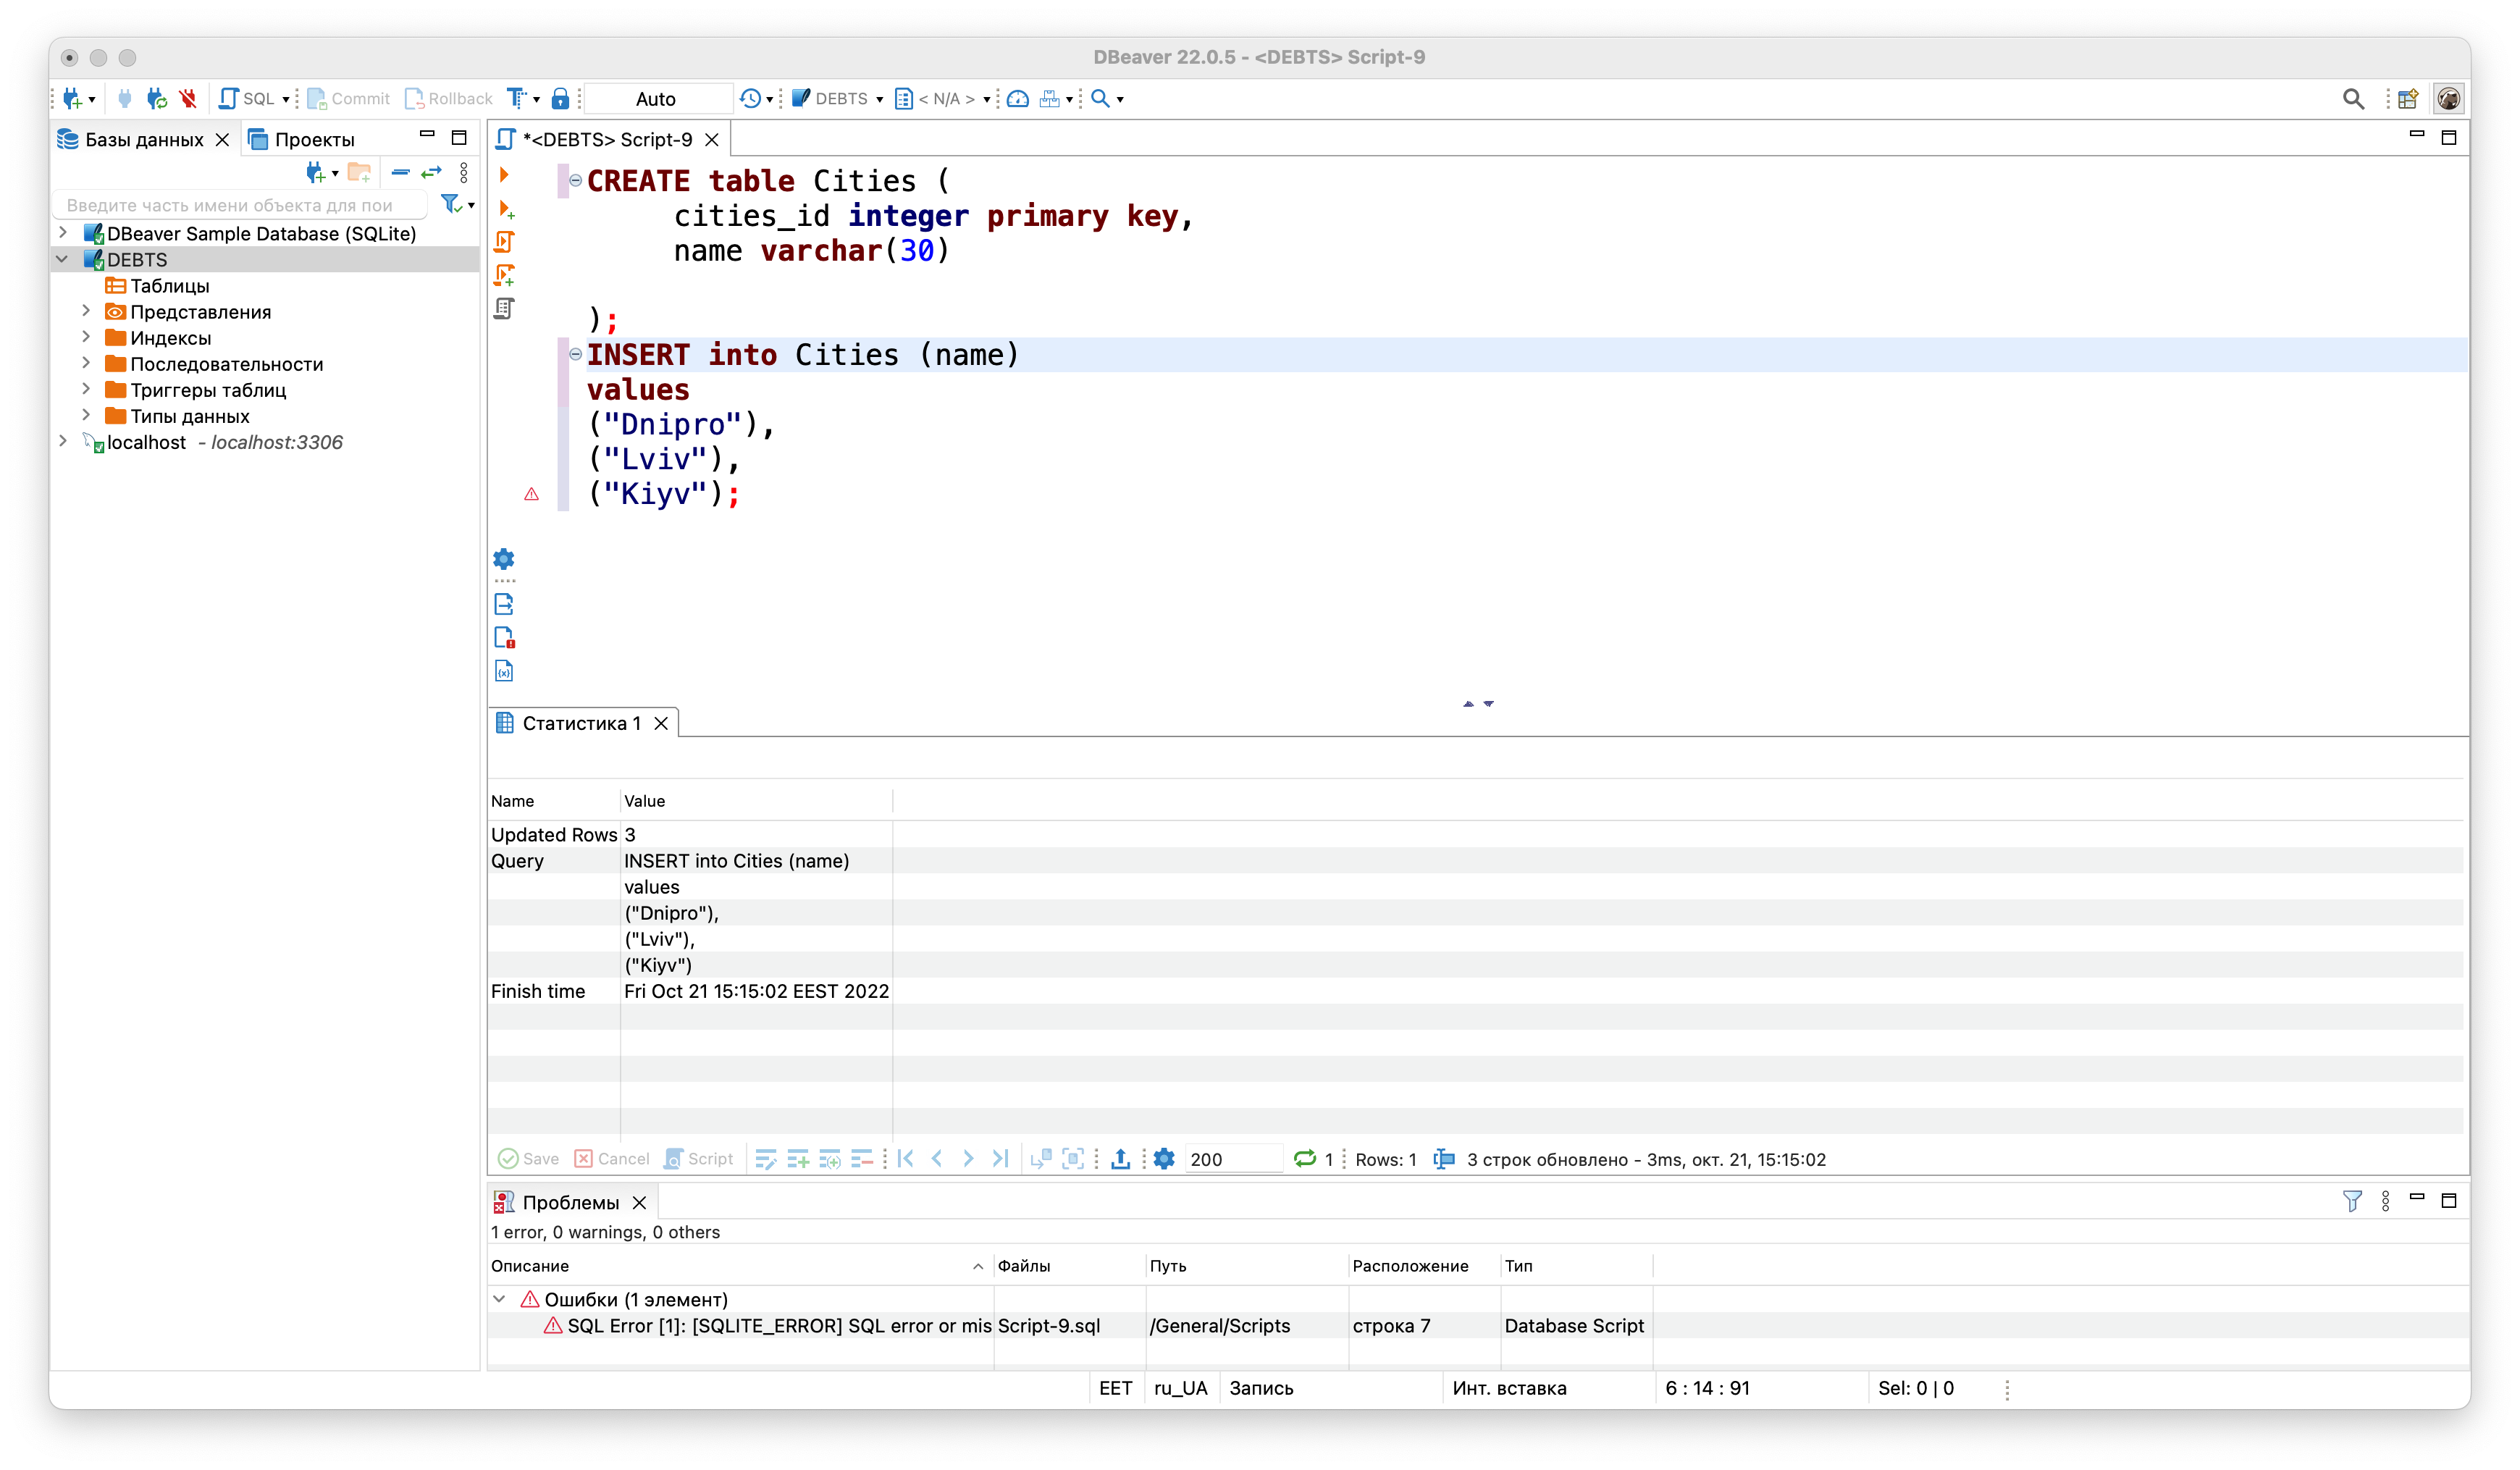 DBeaver 22.0.5 - <DEBTS> Script-9
SQL Commit Rollback Auto DEBTS < N/A >
Базы данных Проекты
Введите часть имени объекта для пои
DBeaver Sample Database (SQLite)
DEBTS
Таблицы
Представления
Индексы
Последовательности
Триггеры таблиц
Типы данных
localhost - localhost:3306
*<DEBTS> Script-9
CREATE table Cities (
cities_id integer primary key,
name varchar(30)
);
INSERT into Cities (name)
values
("Dnipro"),
("Lviv"),
("Kiyv");
Статистика 1
Name Value
Updated Rows 3
Query INSERT into Cities (name)
values
("Dnipro"),
("Lviv"),
("Kiyv")
Finish time Fri Oct 21 15:15:02 EEST 2022
Save Cancel Script 200 1 Rows: 1 3 строк обновлено - 3ms, окт. 21, 15:15:02
Проблемы
1 error, 0 warnings, 0 others
Описание Файлы Путь Расположение Тип
Ошибки (1 элемент)
SQL Error [1]: [SQLITE_ERROR] SQL error or mis Script-9.sql /General/Scripts строка 7 Database Script
EET ru_UA Запись Инт. вставка 6 : 14 : 91 Sel: 0 | 0